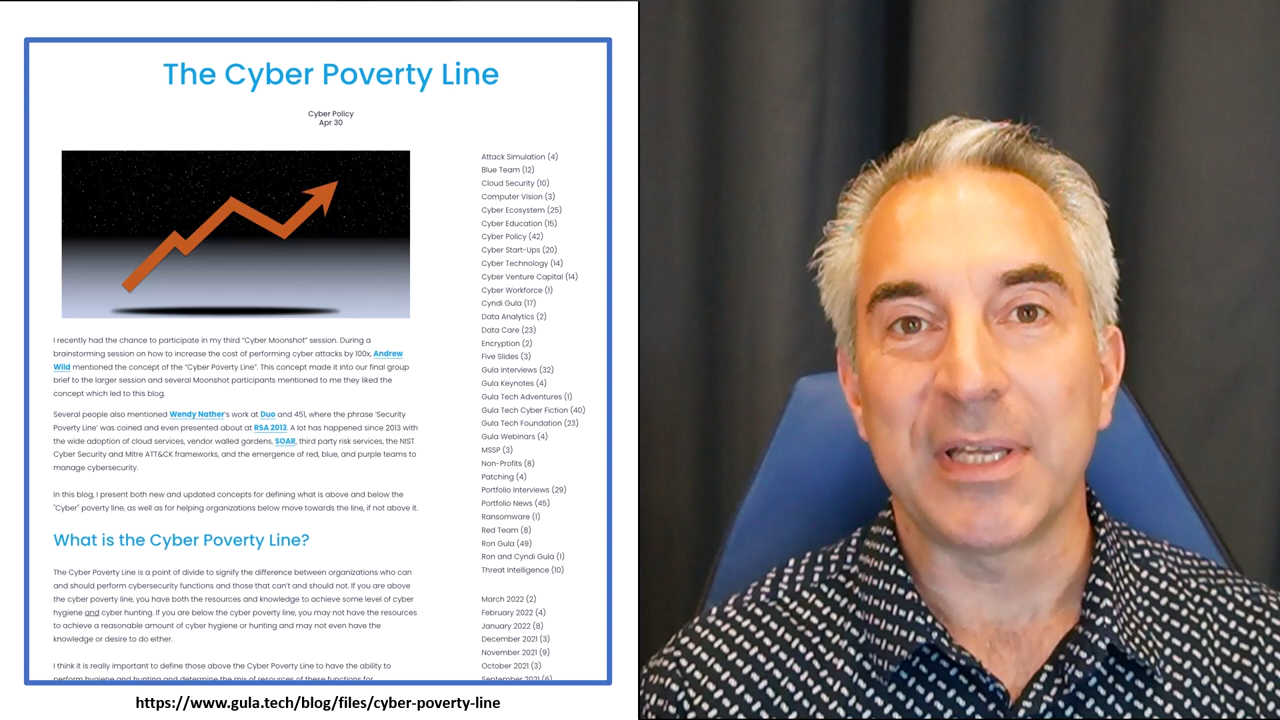 The Cyber Poverty Line
Cyber Policy
Apr 30
I recently had the chance to participate in my third "Cyber Moonshot" session. During a
brainstorming session on how to increase the cost of performing cyber attacks by 100x, Andrew
Wild mentioned the concept of the "Cyber Poverty Line". This concept made it into our final group
brief to the larger session and several Moonshot participants mentioned to me they liked the
concept which led to this blog.
Several people also mentioned Wendy Nather's work at Duo and 451, where the phrase 'Security
Poverty Line' was coined and even presented about at RSA 2013. A lot has happened since 2013 with
the wide adoption of cloud services, vendor walled gardens, SOAR, third party risk services, the NIST
Cyber Security and Mitre ATT&CK frameworks, and the emergence of red, blue, and purple teams to
manage cybersecurity.
In this blog, I present both new and updated concepts for defining what is above and below the
"Cyber" poverty line, as well as for helping organizations below move towards the line, if not above it.
What is the Cyber Poverty Line?
The Cyber Poverty Line is a point of divide to signify the difference between organizations who can
and should perform cybersecurity functions and those that can't and should not. If you are above
the cyber poverty line, you have both the resources and knowledge to achieve some level of cyber
hygiene and cyber hunting. If you are below the cyber poverty line, you may not have the resources
to achieve a reasonable amount of cyber hygiene or hunting and may not even have the
knowledge or desire to do either.
I think it is really important to define those above the Cyber Poverty Line to have the ability to
perform hygiene and hunting and determine the mix of resources of these functions for
Attack Simulation (4)
Blue Team (12)
Cloud Security (10)
Computer Vision (3)
Cyber Ecosystem (25)
Cyber Education (15)
Cyber Policy (42)
Cyber Start-Ups (20)
Cyber Technology (14)
Cyber Venture Capital (14)
Cyber Workforce (1)
Cyndi Gula (17)
Data Analytics (2)
Data Care (23)
Encryption (2)
Five Slides (3)
Gula Interviews (32)
Gula Keynotes (4)
Gula Tech Adventures (1)
Gula Tech Cyber Fiction (40)
Gula Tech Foundation (23)
Gula Webinars (4)
MSSP (3)
Non-Profits (8)
Patching (4)
Portfolio Interviews (29)
Portfolio News (45)
Ransomware (1)
Red Team (8)
Ron Gula (49)
Ron and Cyndi Gula (1)
Threat Intelligence (10)
March 2022 (2)
February 2022 (4)
January 2022 (8)
December 2021 (3)
November 2021 (9)
October 2021 (3)
September 2021 (6)
https://www.gula.tech/blog/files/cyber-poverty-line